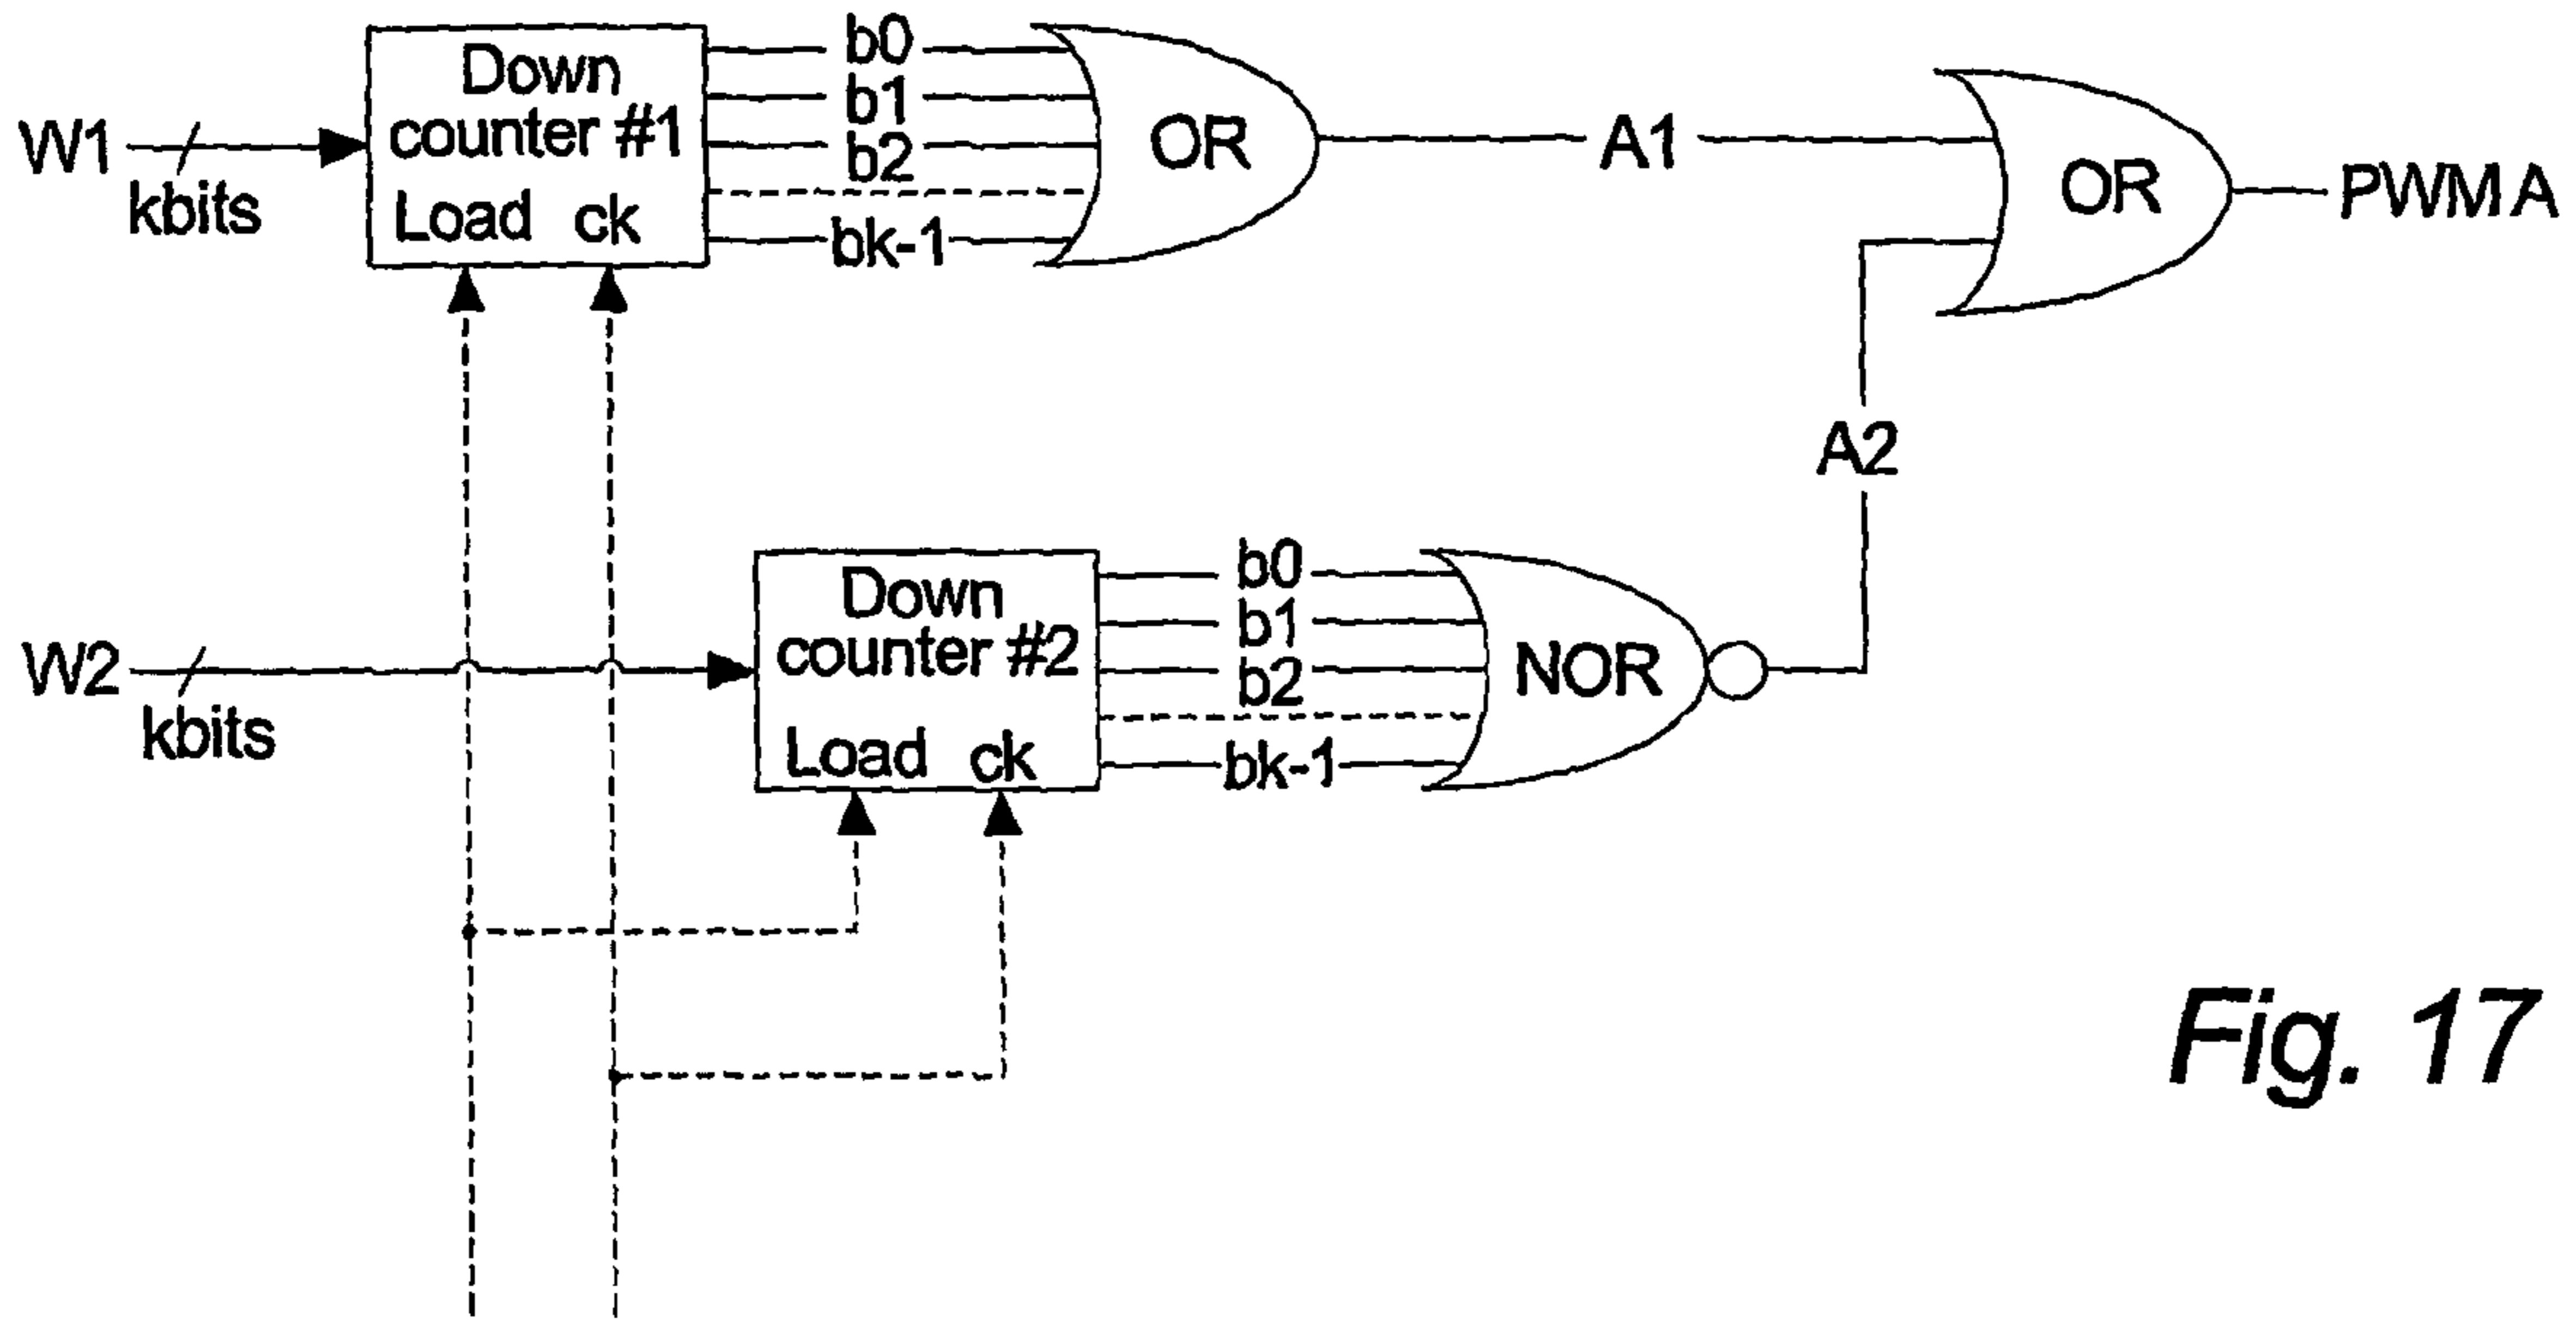 Down
counter #1
Load ck
W1
kbits
b0
b1
b2
bk-1
OR
A1
OR
PWM A
A2
W2
kbits
Down
counter #2
Load ck
b0
b1
b2
bk-1
NOR
Fig. 17